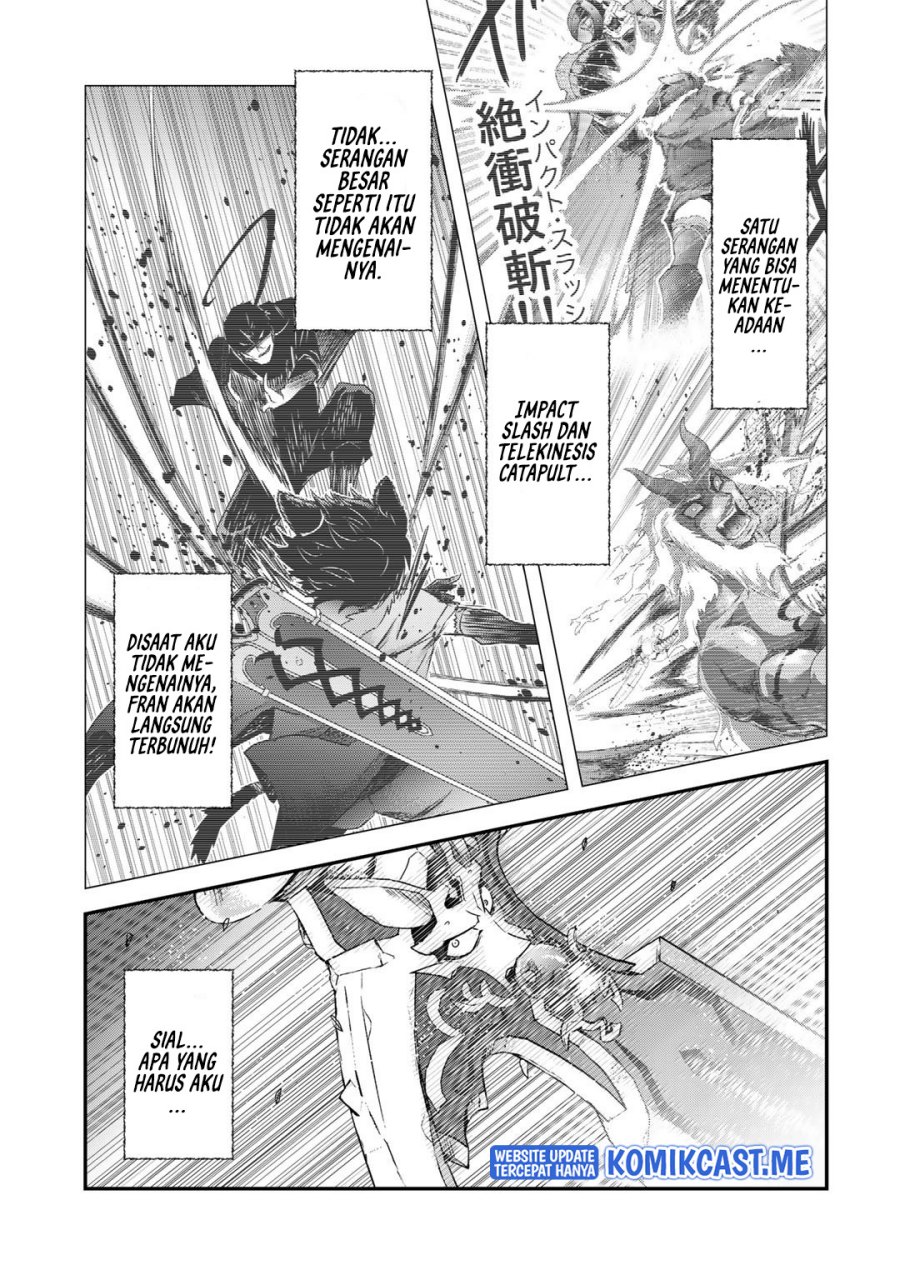 SATU
SERANGAN
YANG BISA
MENENTU-
KAN KE-
ADAAN
...
インパクト・スラッシ
絶衝破斬!!
IMPACT
SLASH DAN
TELEKINESIS
CATAPULT...
TIDAK...
SERANGAN
BESAR
SEPERTI ITU
TIDAK AKAN
MENGENAI-
NYA.
DISAAT AKU
TIDAK ME-
NGENAINYA,
FRAN AKAN
LANGSUNG
TERBUNUH!
SIAL...
APA YANG
HARUS AKU
...
WEBSITE UPDATE
TERCEPAT HANYA
KOMIKCAST.ME